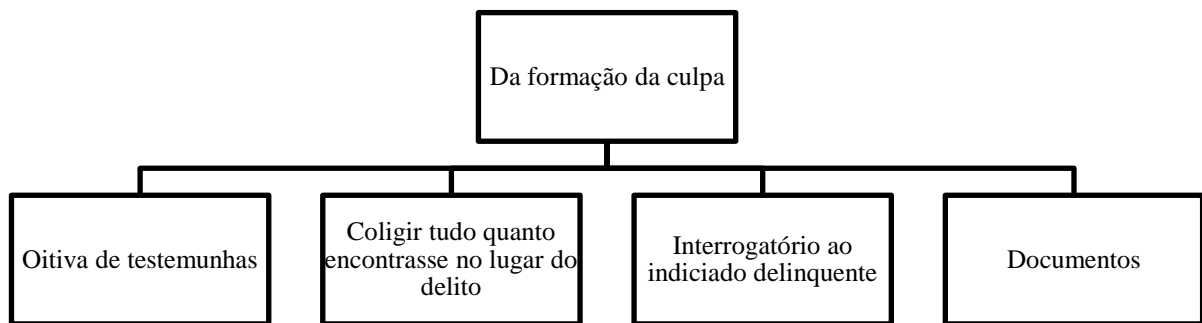 Da formação da culpa
Oitiva de testemunhas
Coligir tudo quanto
encontrasse no lugar do
delito
Interrogatório ao
indiciado delinquente
Documentos